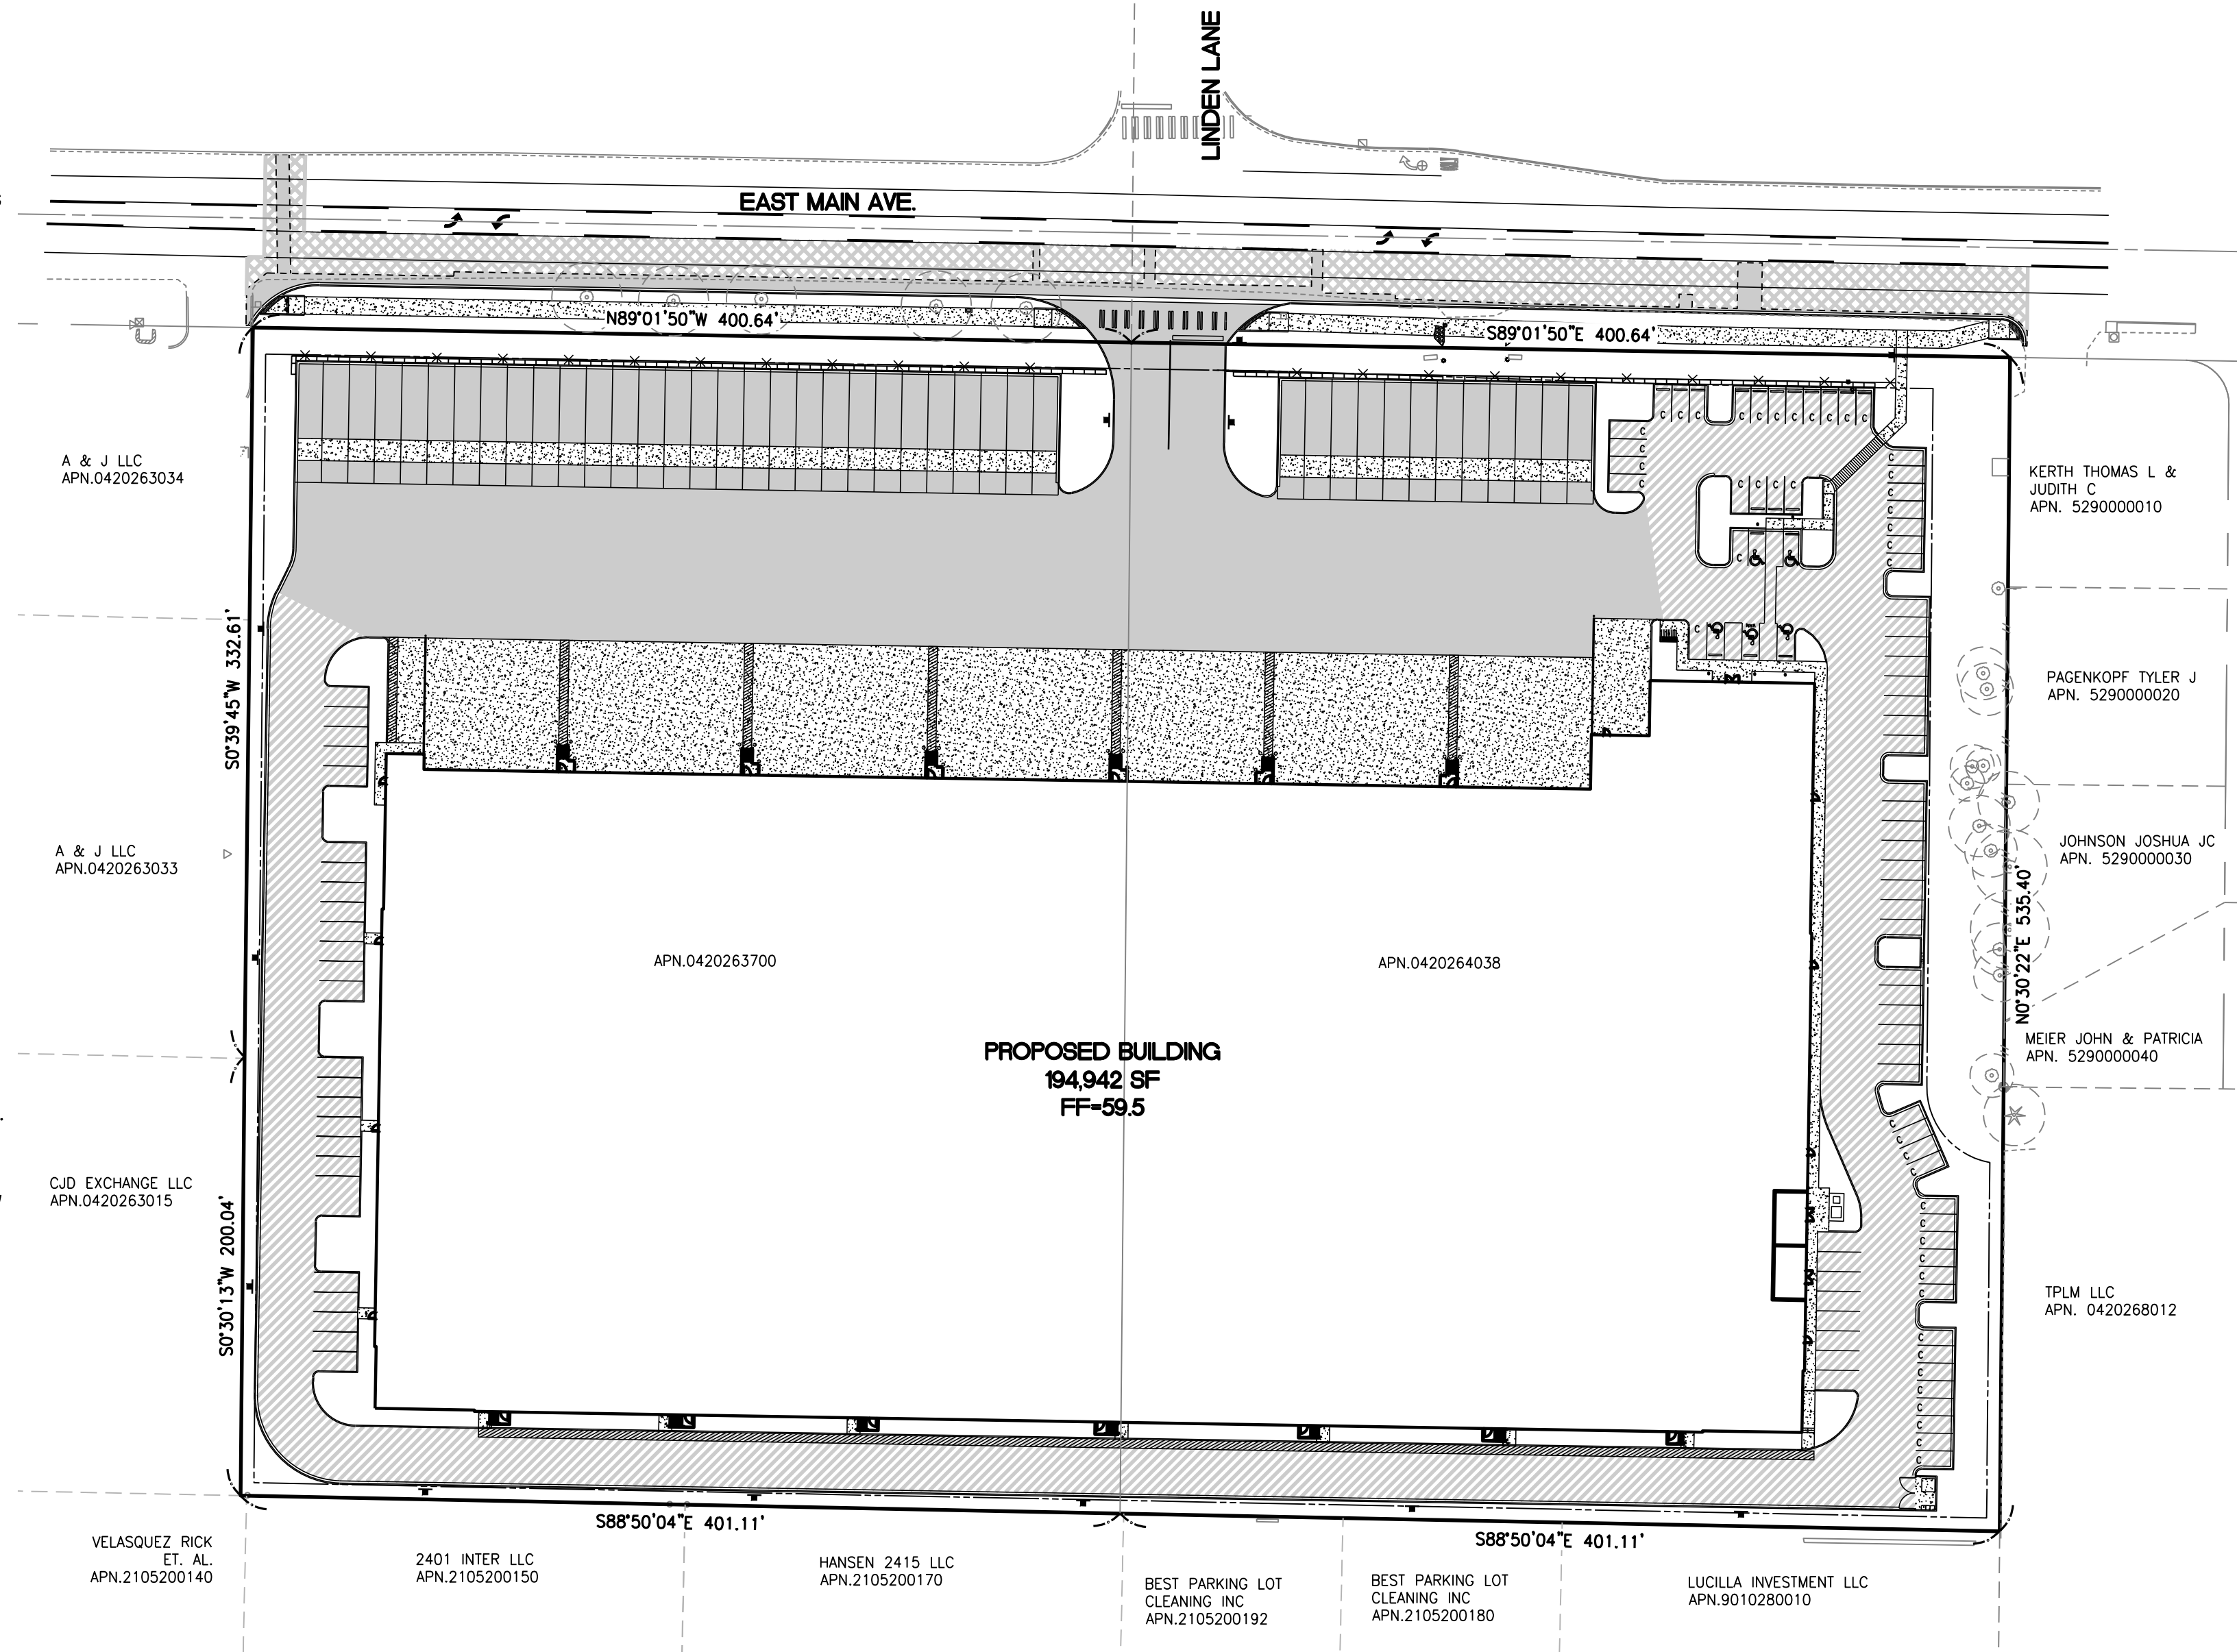 LINDEN LANE
EAST MAIN AVE.
N89°01'50"W 400.64'
S89°01'50"E 400.64'
A & J LLC
APN.0420263034
KERTH THOMAS L &
JUDITH C
APN. 5290000010
S0°39'45"W 332.61'
PAGENKOPF TYLER J
APN. 5290000020
A & J LLC
APN.0420263033
JOHNSON JOSHUA JC
APN. 5290000030
N0°30'22"E 535.40'
APN.0420263700
APN.0420264038
PROPOSED BUILDING
194,942 SF
FF=59.5
MEIER JOHN & PATRICIA
APN. 5290000040
CJD EXCHANGE LLC
APN.0420263015
S0°30'13"W 200.04'
TPLM LLC
APN. 0420268012
S88°50'04"E 401.11'
S88°50'04"E 401.11'
VELASQUEZ RICK
ET. AL.
APN.2105200140
2401 INTER LLC
APN.2105200150
HANSEN 2415 LLC
APN.2105200170
BEST PARKING LOT
CLEANING INC
APN.2105200192
BEST PARKING LOT
CLEANING INC
APN.2105200180
LUCILLA INVESTMENT LLC
APN.9010280010